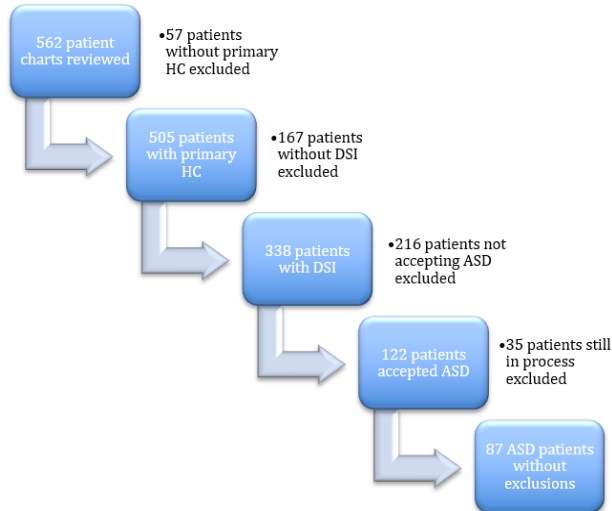 562 patient
charts reviewed
•57 patients
without primary
HC excluded
505 patients
with primary
HC
•167 patients
without DSI
excluded
338 patients
with DSI
•216 patients not
accepting ASD
excluded
122 patients
accepted ASD
•35 patients still
in process
excluded
87 ASD patients
without
exclusions